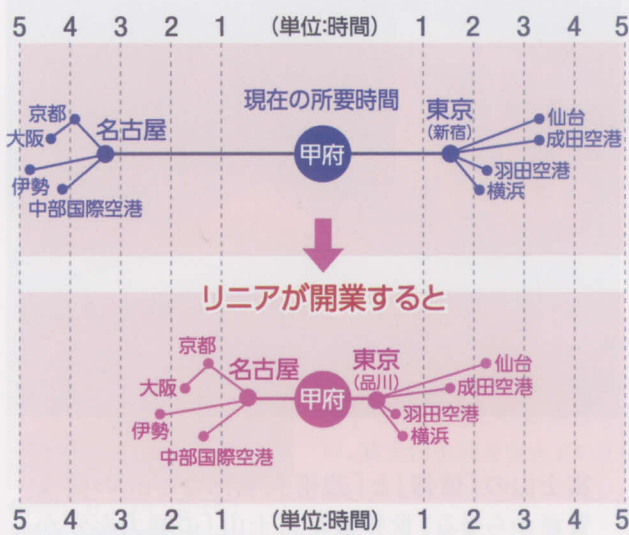 5 4 3 2 1 (単位:時間) 1 2 3 4 5
現在の所要時間
京都
大阪
名古屋
伊勢
中部国際空港
甲府
東京
(新宿)
仙台
成田空港
羽田空港
横浜
リニアが開業すると
京都
大阪
名古屋
伊勢
中部国際空港
甲府
東京
(品川)
仙台
成田空港
羽田空港
横浜
5 4 3 2 1 (単位:時間) 1 2 3 4 5